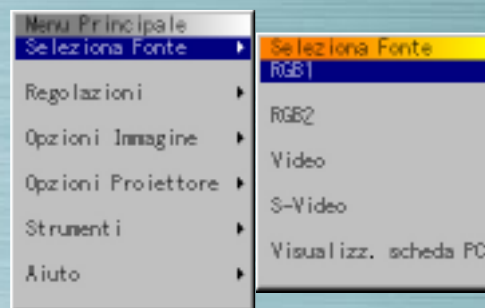 Menu Principale
Seleziona Fonte
Regolazioni
Opzioni Immagine
Opzioni Proiettore
Strumenti
Aiuto
Seleziona Fonte
RGB1
RGB2
Video
S-Video
Visualizz. scheda PC